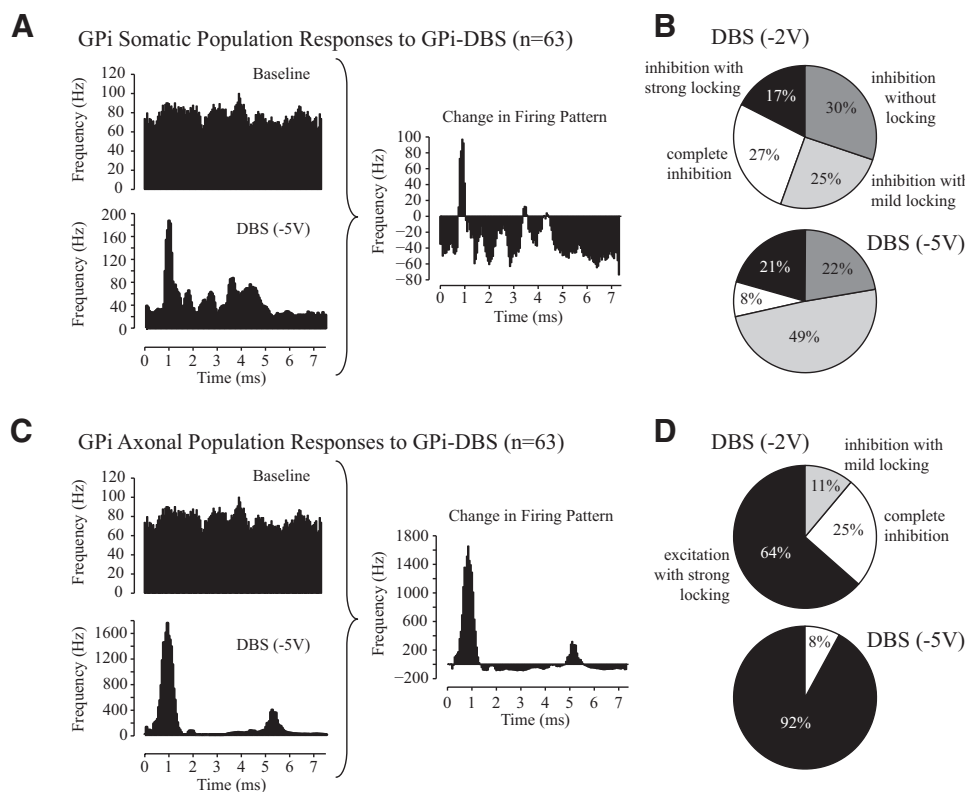 A
GPi Somatic Population Responses to GPi-DBS (n=63)
Baseline
Frequency (Hz)
120
100
80
60
40
20
0
DBS (-5V)
Frequency (Hz)
200
160
120
80
40
0
0 1 2 3 4 5 6 7
Time (ms)
Change in Firing Pattern
Frequency (Hz)
100
80
60
40
20
0
−20
−40
−60
−80
0 1 2 3 4 5 6 7
Time (ms)
B
DBS (-2V)
inhibition with
strong locking
17%
30%
inhibition
without
locking
complete
inhibition
27%
25%
inhibition with
mild locking
DBS (-5V)
21%
22%
8%
49%
C
GPi Axonal Population Responses to GPi-DBS (n=63)
Baseline
Frequency (Hz)
120
100
80
60
40
20
0
DBS (-5V)
Frequency (Hz)
1600
1200
800
400
0
0 1 2 3 4 5 6 7
Time (ms)
Change in Firing Pattern
Frequency (Hz)
1800
1400
1000
600
200
−200
0 1 2 3 4 5 6 7
Time (ms)
D
DBS (-2V)
inhibition with
mild locking
11%
25%
complete
inhibition
64%
excitation
with strong
locking
DBS (-5V)
8%
92%